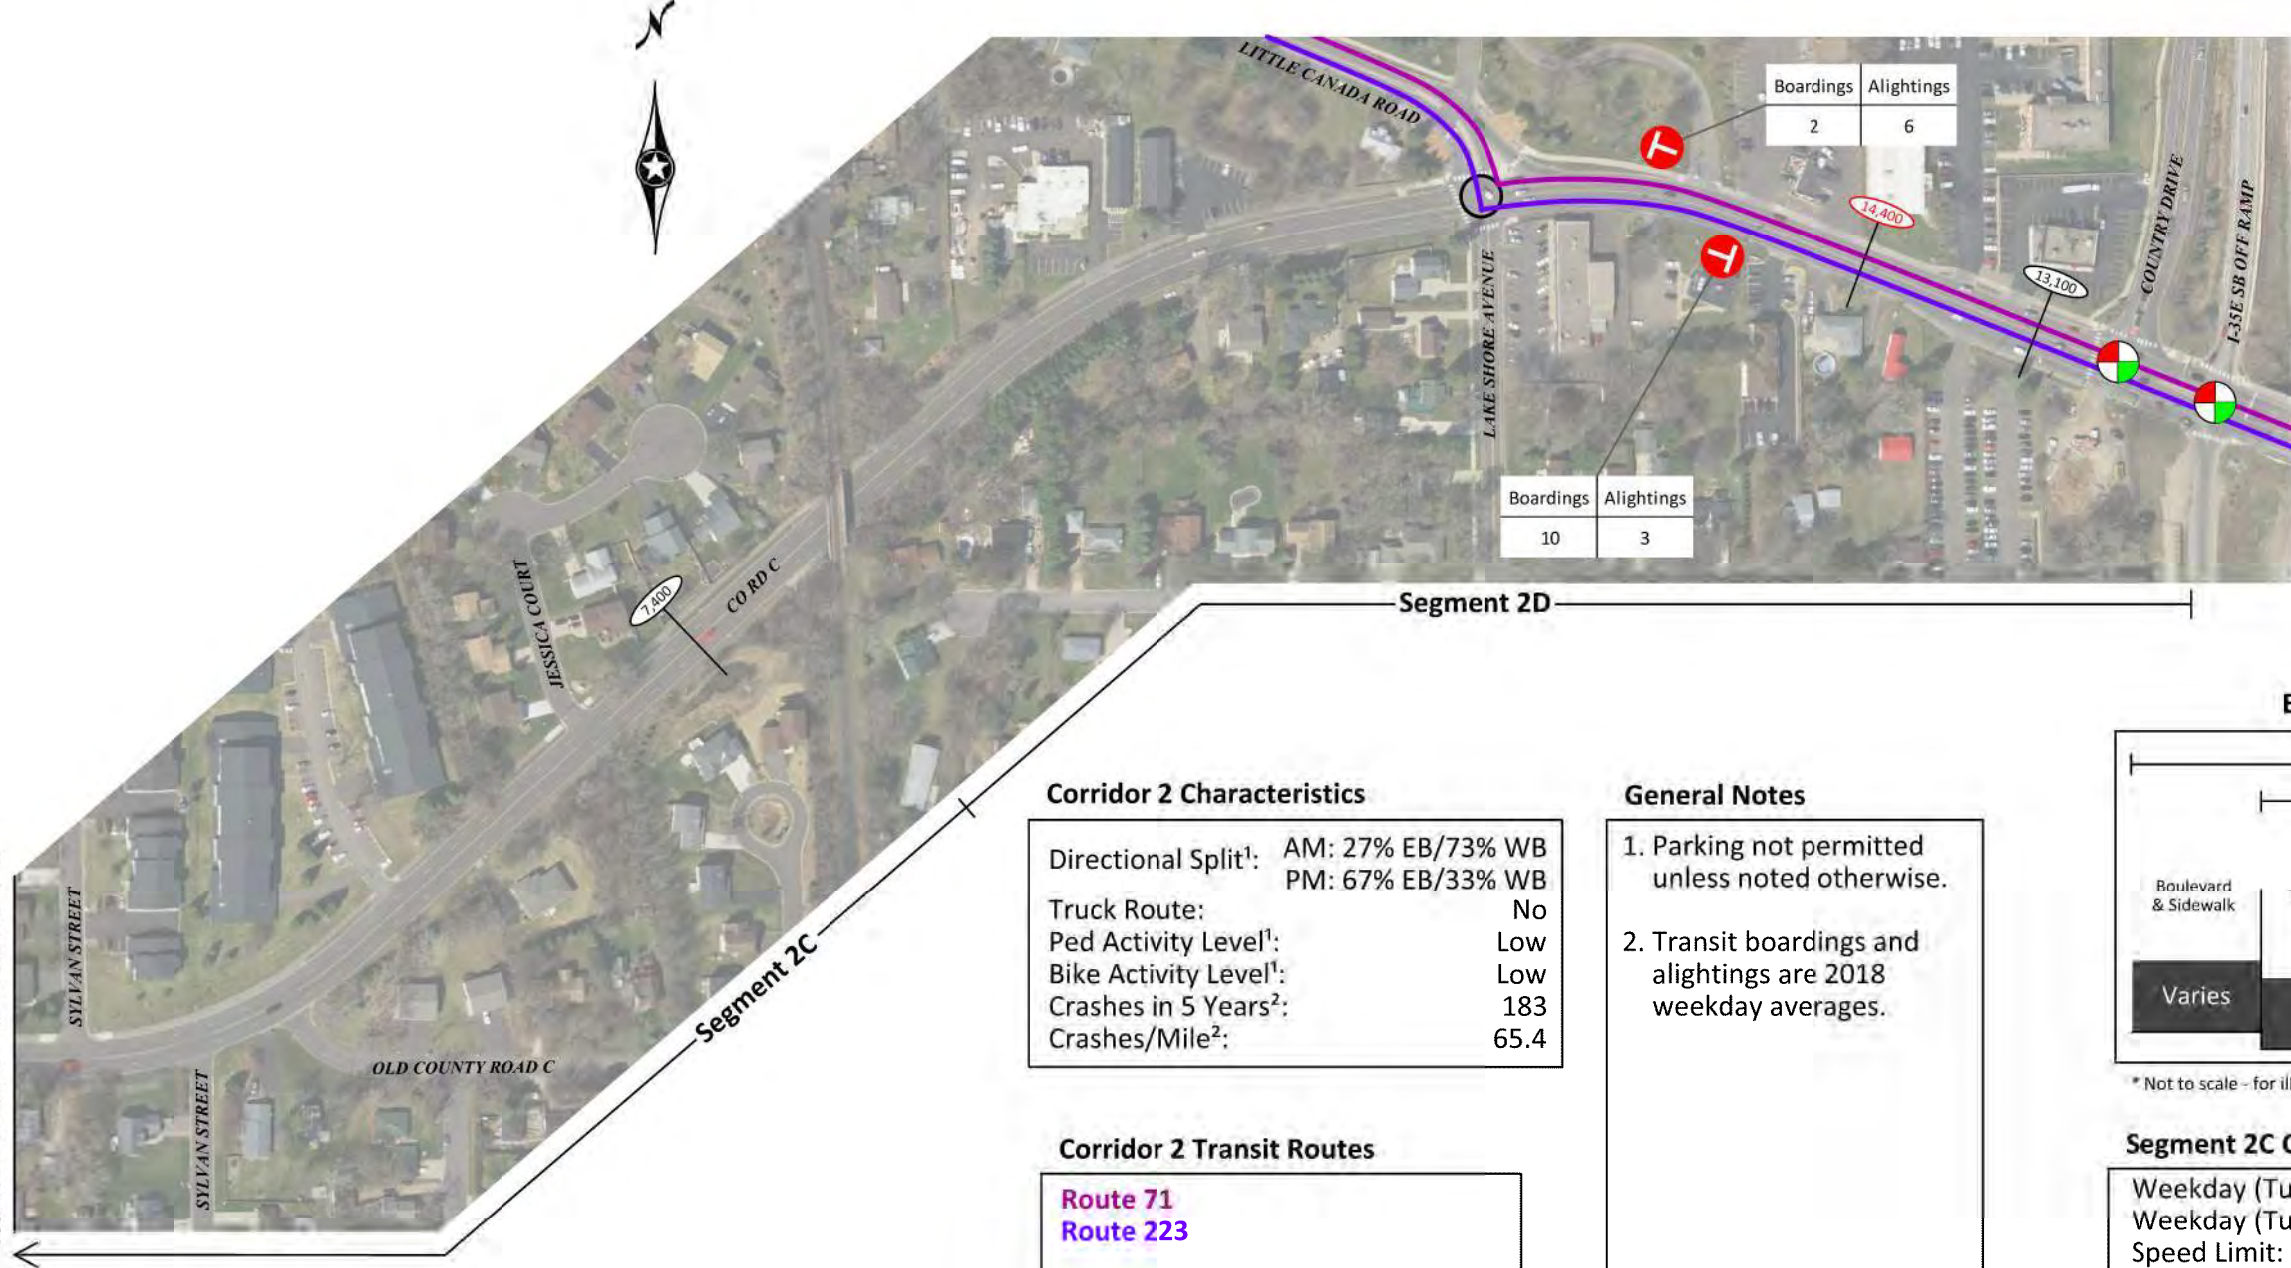 N
LITTLE CANADA ROAD
Boardings Alightings
2 6
14,400
13,100
COUNTRY DRIVE
I-35E SB OFF RAMP
LAKE SHORE AVENUE
Boardings Alightings
10 3
7,400
CO RD C
JESSICA COURT
SYLVAN STREET
SYLVAN STREET
OLD COUNTY ROAD C
Segment 2D
Segment 2C
Corridor 2 Characteristics
Directional Split¹: AM: 27% EB/73% WB
PM: 67% EB/33% WB
Truck Route: No
Ped Activity Level¹: Low
Bike Activity Level¹: Low
Crashes in 5 Years²: 183
Crashes/Mile²: 65.4
Corridor 2 Transit Routes
Route 71
Route 223
General Notes
1. Parking not permitted
unless noted otherwise.
2. Transit boardings and
alightings are 2018
weekday averages.
Boulevard
& Sidewalk
Varies
* Not to scale - for
Segment 2C
Weekday
Weekday
Speed Limit: